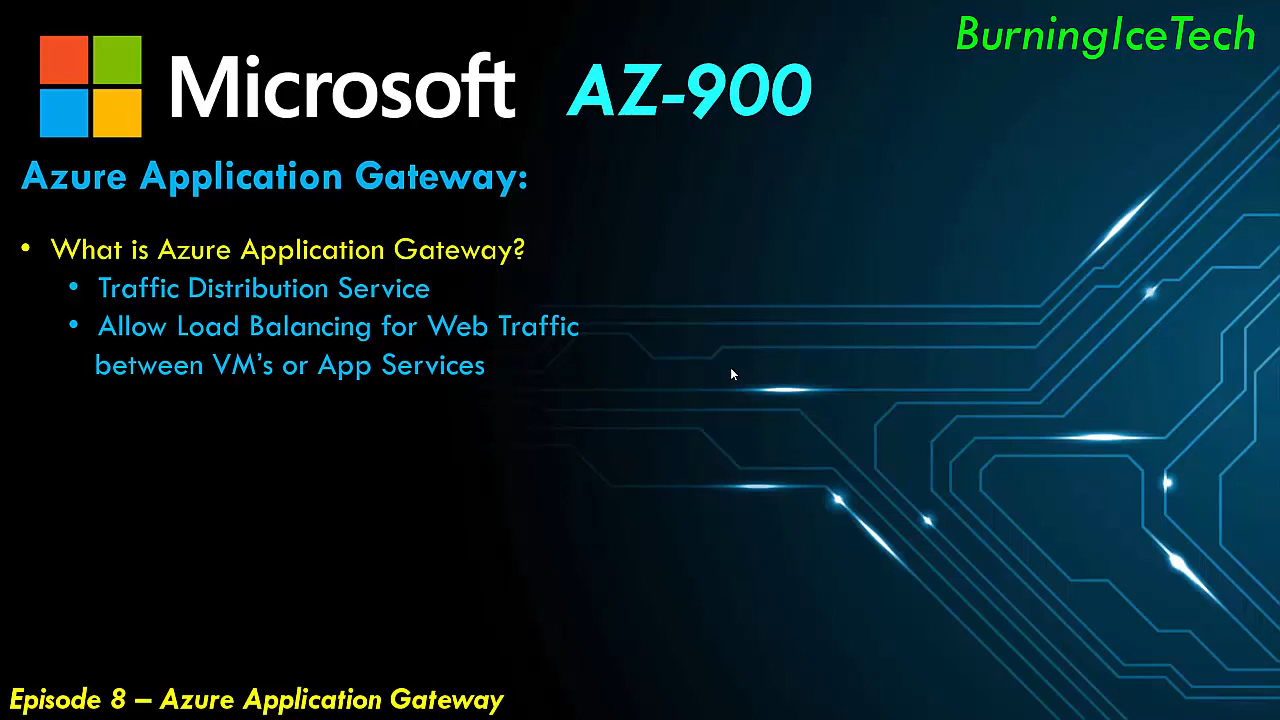 BurningIceTech
Microsoft AZ-900
Azure Application Gateway:
• What is Azure Application Gateway?
• Traffic Distribution Service
• Allow Load Balancing for Web Traffic
between VM’s or App Services
Episode 8 – Azure Application Gateway